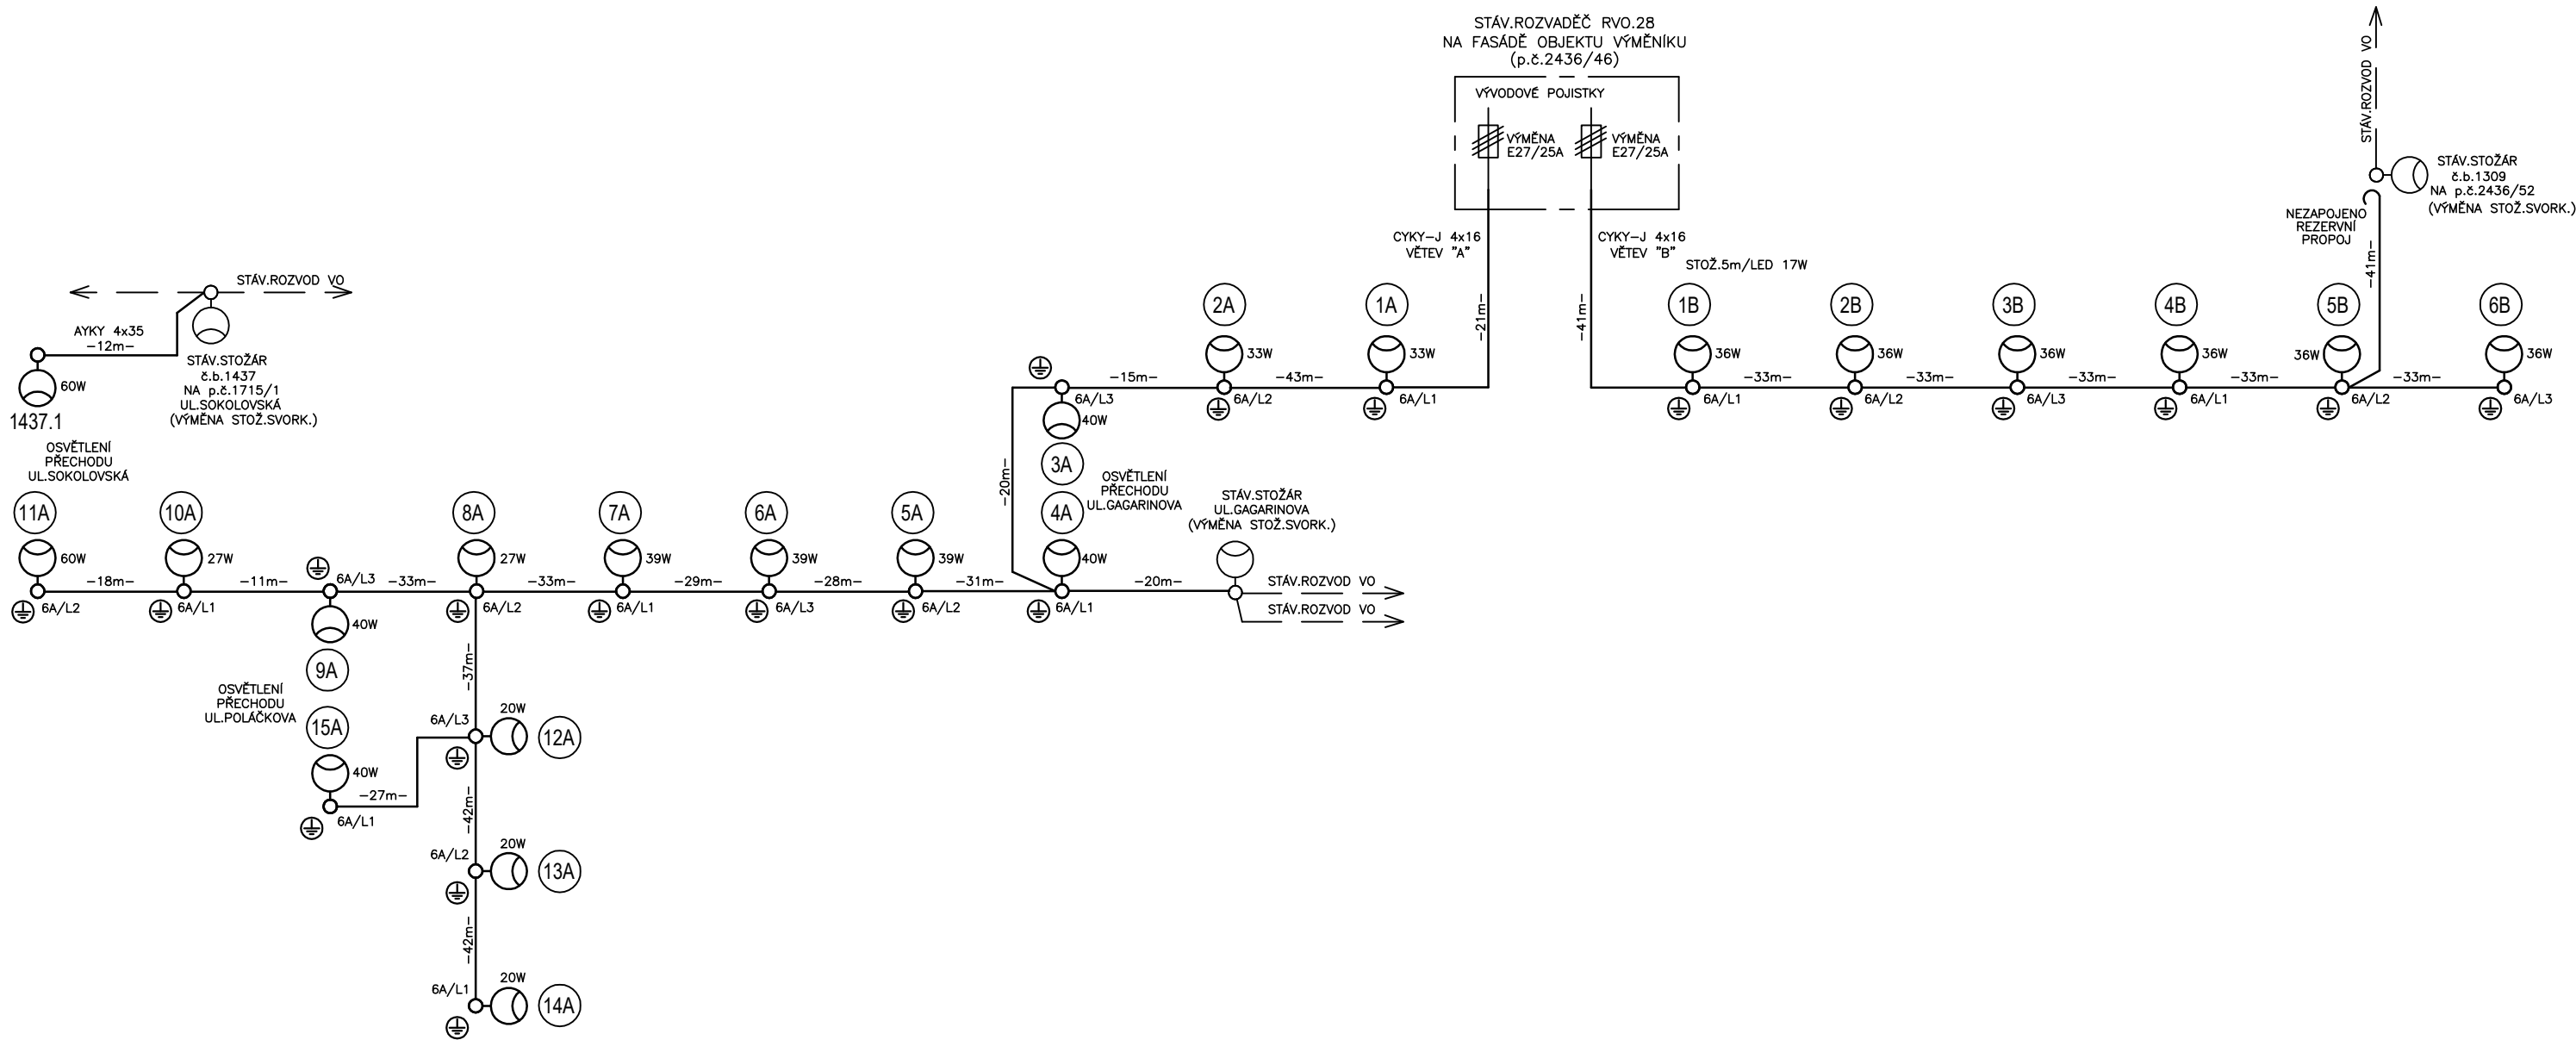 STÁV.ROZVADĚČ RVO.28
NA FASÁDĚ OBJEKTU VÝMĚNÍKU
(p.č.2436/46)
VÝVODOVÉ POJISTKY
VÝMĚNA
E27/25A
VÝMĚNA
E27/25A
CYKY-J 4x16
VĚTEV "A"
CYKY-J 4x16
VĚTEV "B"
-21m-
-41m-
STOŽ.5m/LED 17W
STÁV.ROZVOD VO
STÁV.STOŽÁR
č.b.1309
NA p.č.2436/52
(VÝMĚNA STOŽ.SVORK.)
NEZAPOJENO
REZERVNÍ
PROPOJ
-41m-
1B
2B
3B
4B
5B
6B
36W
36W
36W
36W
36W
36W
-33m-
-33m-
-33m-
-33m-
-33m-
6A/L1
6A/L2
6A/L3
6A/L1
6A/L2
6A/L3
2A
1A
33W
33W
-15m-
-43m-
6A/L3
6A/L2
6A/L1
40W
3A
-20m-
OSVĚTLENÍ
PŘECHODU
UL.GAGARINOVA
STÁV.ROZVOD VO
AYKY 4x35
-12m-
60W
1437.1
STÁV.STOŽÁR
č.b.1437
NA p.č.1715/1
UL.SOKOLOVSKÁ
(VÝMĚNA STOŽ.SVORK.)
OSVĚTLENÍ
PŘECHODU
UL.SOKOLOVSKÁ
11A
10A
8A
7A
6A
5A
4A
STÁV.STOŽÁR
UL.GAGARINOVA
(VÝMĚNA STOŽ.SVORK.)
60W
27W
27W
39W
39W
39W
40W
-18m-
-11m-
6A/L3
-33m-
-33m-
-29m-
-28m-
-31m-
-20m-
STÁV.ROZVOD VO
STÁV.ROZVOD VO
6A/L2
6A/L1
6A/L2
6A/L1
6A/L3
6A/L2
6A/L1
40W
9A
-37m-
OSVĚTLENÍ
PŘECHODU
UL.POLÁČKOVA
15A
40W
-27m-
6A/L1
6A/L3
20W
12A
-42m-
6A/L2
20W
13A
-42m-
6A/L1
20W
14A